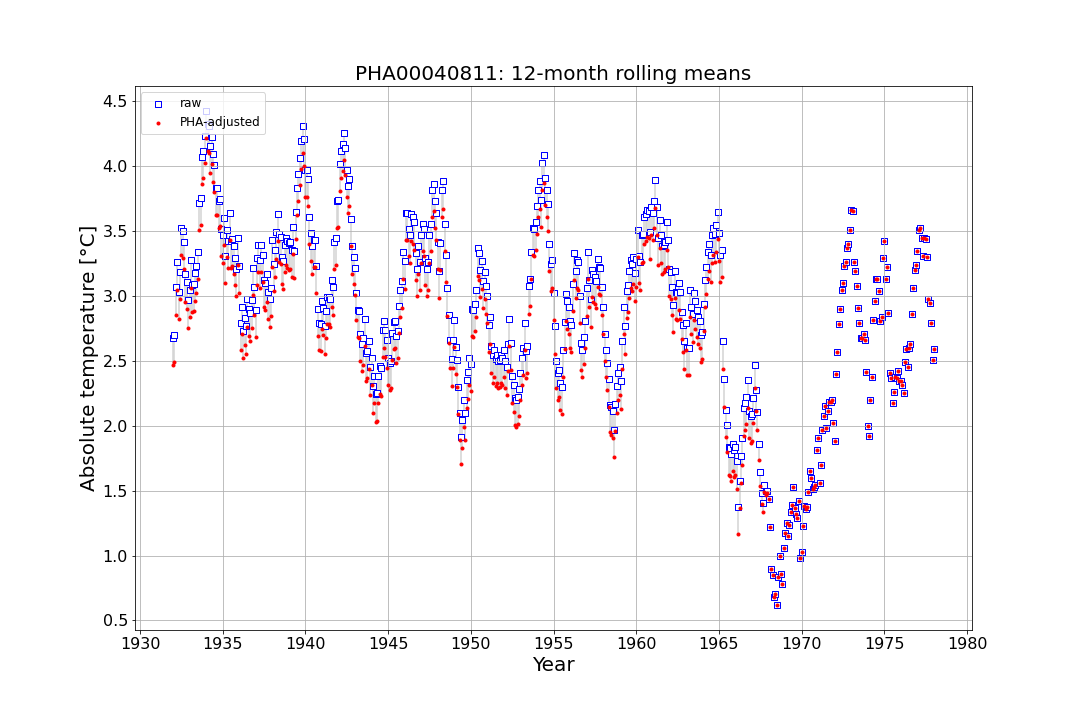 PHA00040811: 12-month rolling means
raw
PHA-adjusted
Absolute temperature [°C]
4.5
4.0
3.5
3.0
2.5
2.0
1.5
1.0
0.5
1930 1935 1940 1945 1950 1955 1960 1965 1970 1975 1980
Year